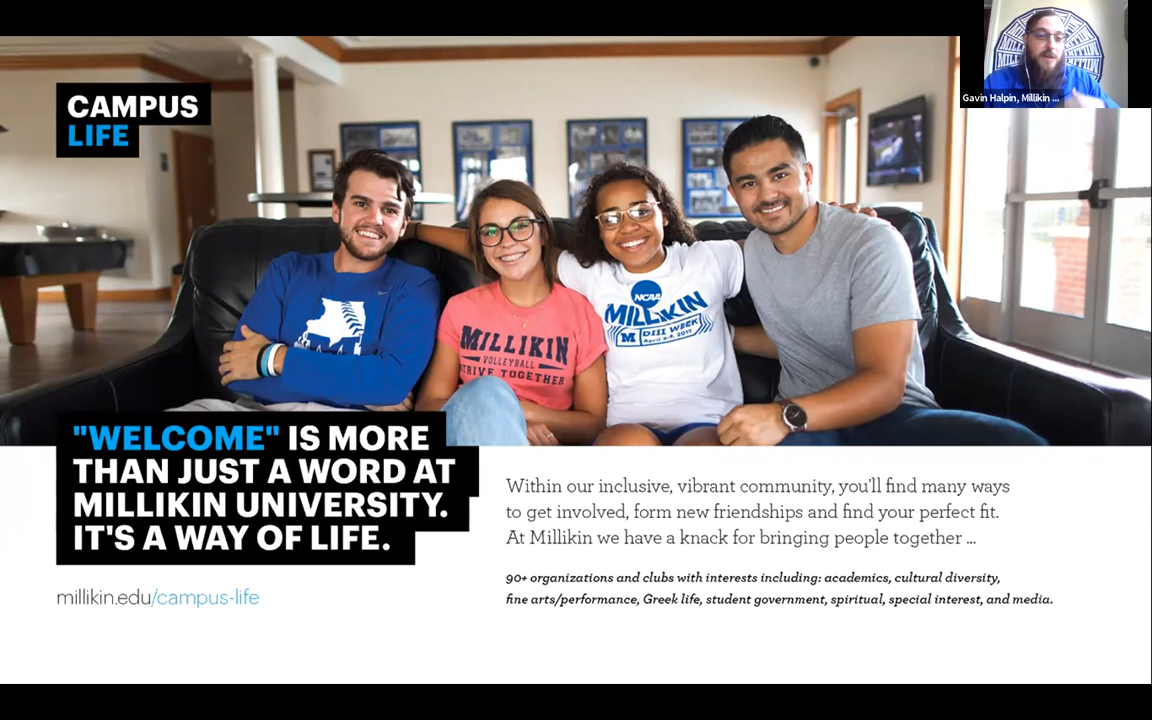 Gavin Halpin, Millikin ...
CAMPUS
LIFE
MILLIKIN
VOLLEYBALL
STRIVE TOGETHER
NCAA
MILLIKIN
M DIII WEEK
April 3-9, 2017
"WELCOME" IS MORE
THAN JUST A WORD AT
MILLIKIN UNIVERSITY.
IT'S A WAY OF LIFE.
millikin.edu/campus-life
Within our inclusive, vibrant community, you'll find many ways
to get involved, form new friendships and find your perfect fit.
At Millikin we have a knack for bringing people together ...
90+ organizations and clubs with interests including: academics, cultural diversity,
fine arts/performance, Greek life, student government, spiritual, special interest, and media.